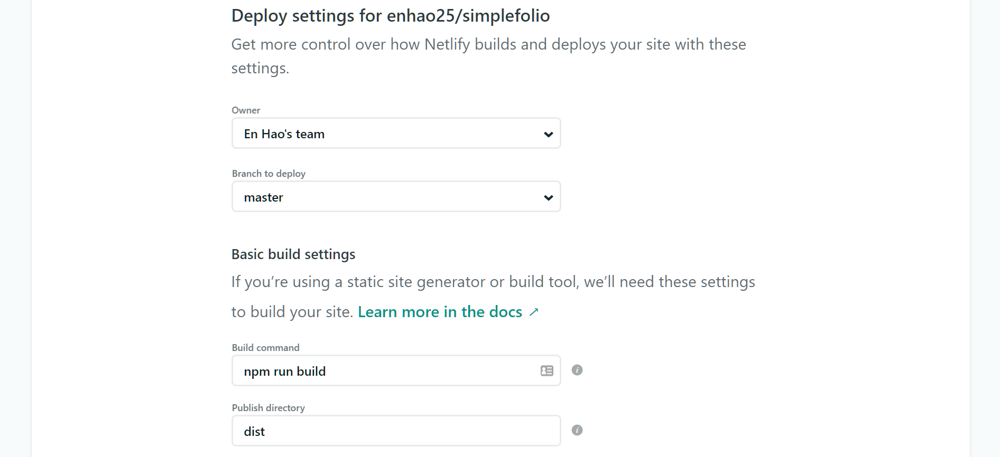 Deploy settings for enhao25/simplefolio
Get more control over how Netlify builds and deploys your site with these
settings.
Owner
En Hao's team
Branch to deploy
master
Basic build settings
If you’re using a static site generator or build tool, we’ll need these settings
to build your site. Learn more in the docs ↗
Build command
npm run build
Publish directory
dist